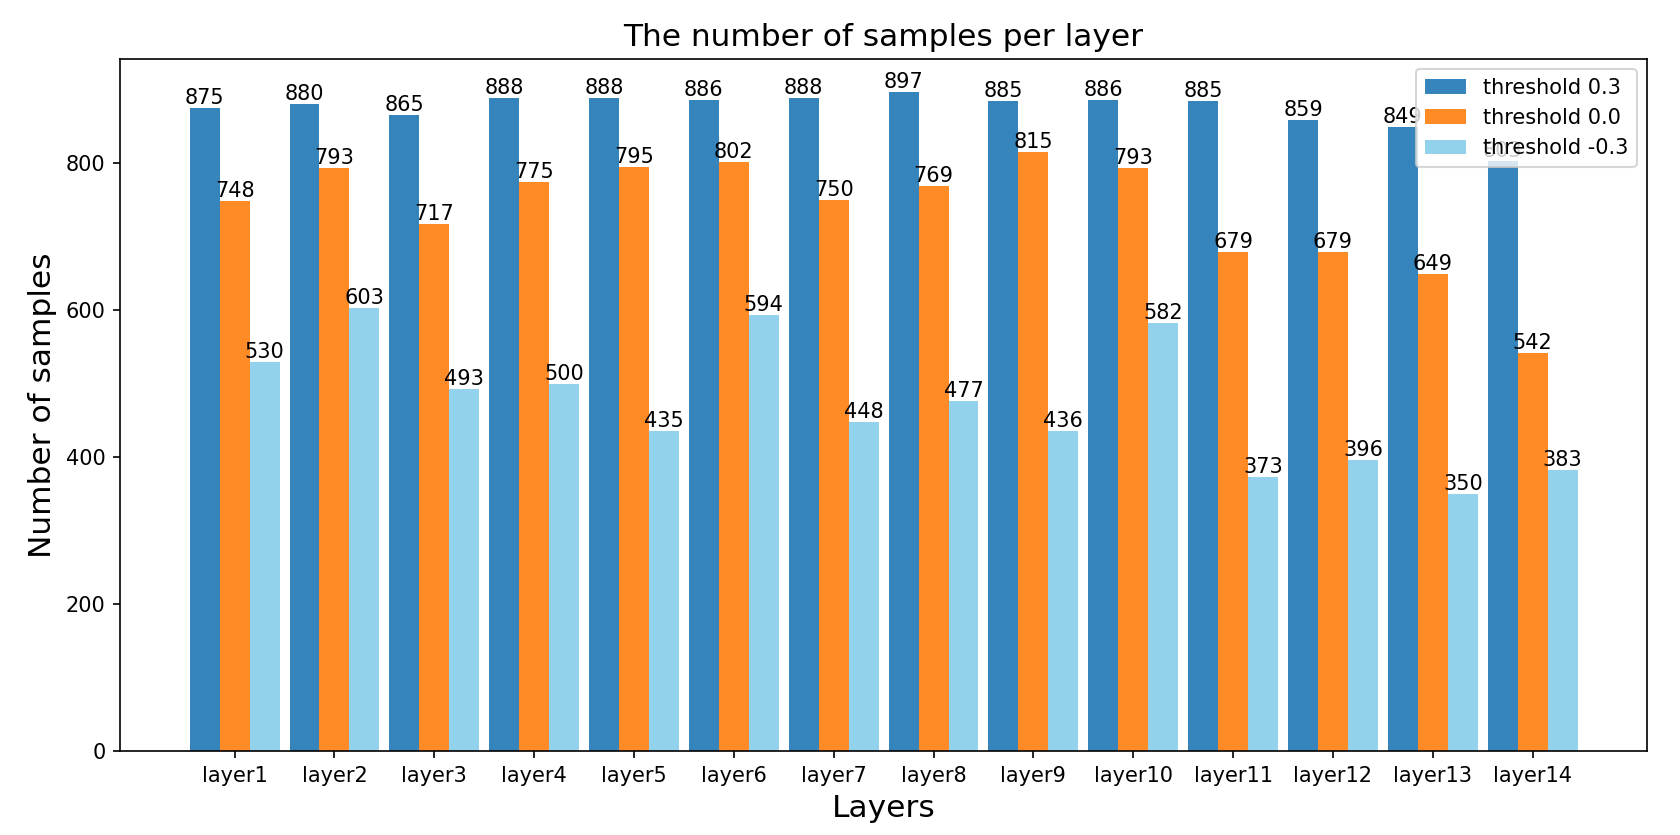 The number of samples per layer
threshold 0.3
threshold 0.0
threshold -0.3
Number of samples
800
600
400
200
0
875 748 530
880 793 603
865 717 493
888 775 500
888 795 435
886 802 594
888 750 448
897 769 477
885 815 436
886 793 582
885 679 373
859 679 396
849 649 350
542 383
layer1 layer2 layer3 layer4 layer5 layer6 layer7 layer8 layer9 layer10 layer11 layer12 layer13 layer14
Layers